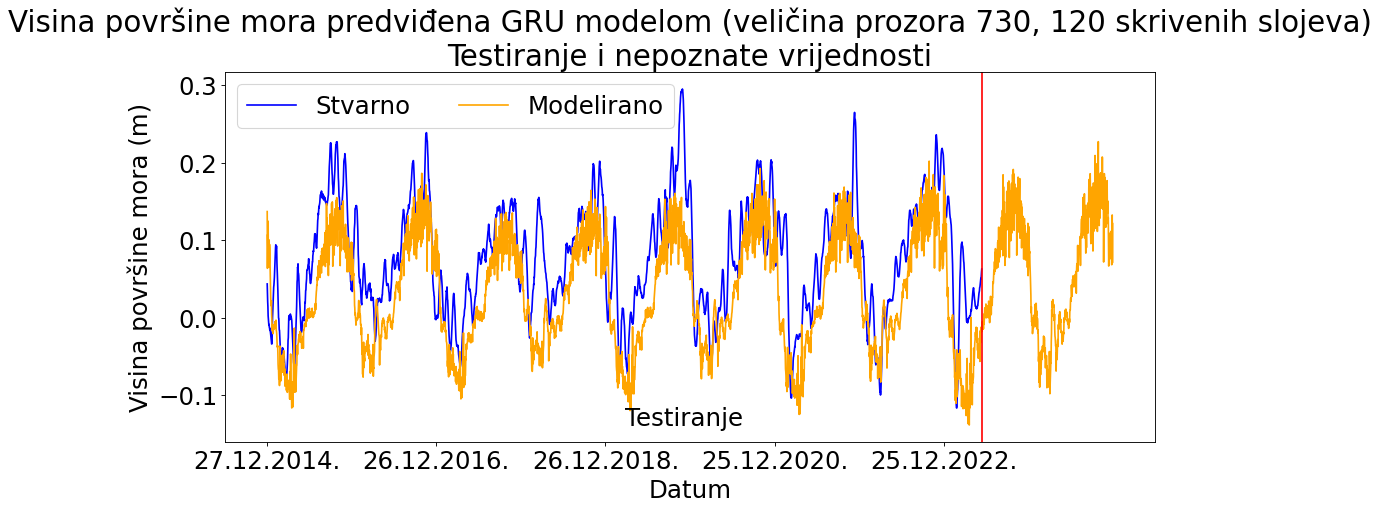 Visina površine mora predviđena GRU modelom (veličina prozora 730, 120 skrivenih slojeva)
Testiranje i nepoznate vrijednosti
Stvarno Modelirano
Visina površine mora (m)
0.3
0.2
0.1
0.0
−0.1
Testiranje
27.12.2014. 26.12.2016. 26.12.2018. 25.12.2020. 25.12.2022.
Datum